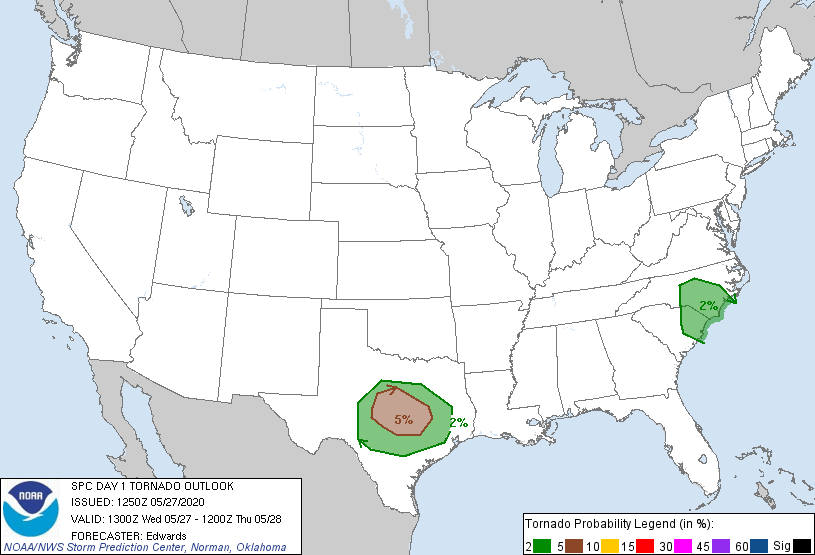 2%
5%
2%
NOAA
SPC DAY 1 TORNADO OUTLOOK
ISSUED: 1250Z 05/27/2020
VALID: 1300Z Wed 05/27 - 1200Z Thu 05/28
FORECASTER: Edwards
NOAA/NWS Storm Prediction Center, Norman, Oklahoma
Tornado Probability Legend (in %):
2 5 10 15 30 45 60 Sig